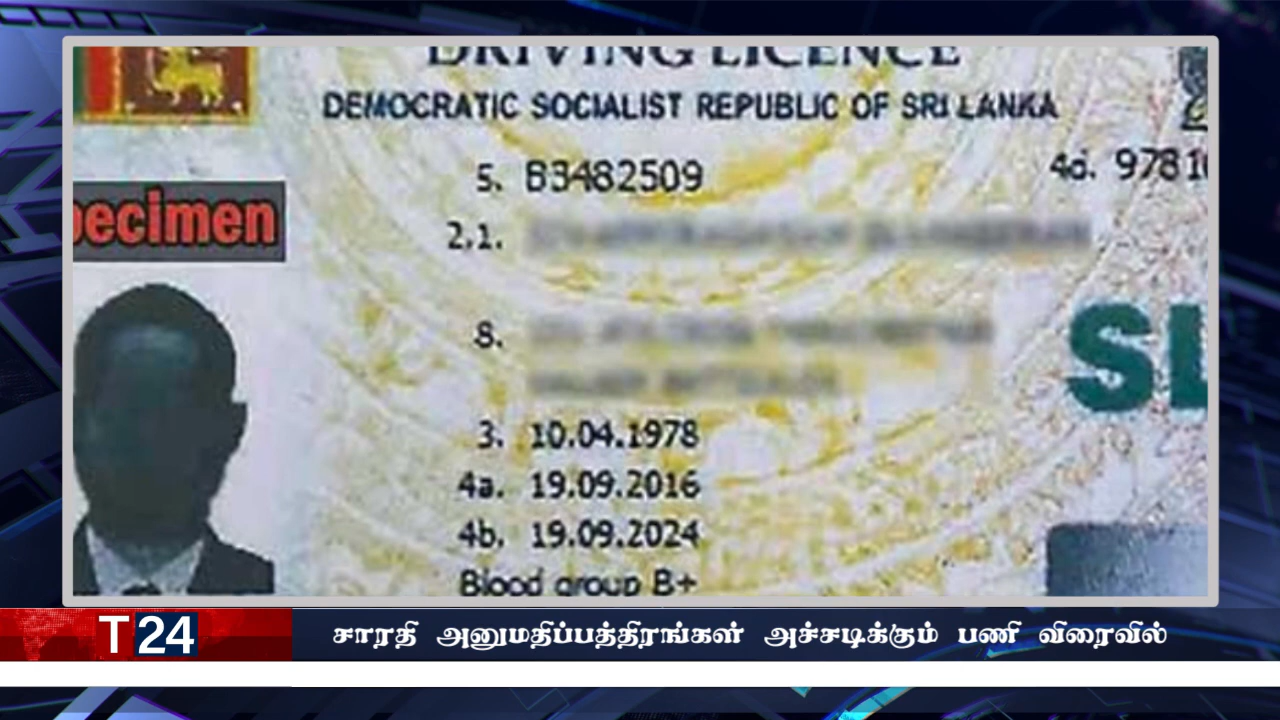 DRIVING LICENCE
DEMOCRATIC SOCIALIST REPUBLIC OF SRI LANKA
5. B3482509
4d. 9781
pecimen
2.1.
8.
SL
3. 10.04.1978
4a. 19.09.2016
4b. 19.09.2024
Blood group B+
T24
சாரதி அனுமதிப்பத்திரங்கள் அச்சடிக்கும் பணி விரைவில்